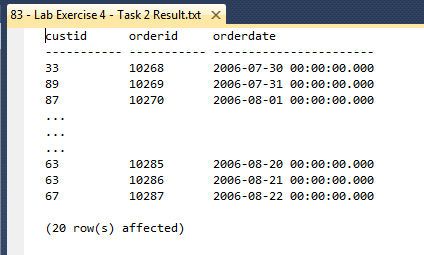 83 - Lab Exercise 4 - Task 2 Result.txt
custid orderid orderdate
----------- ----------- -----------------------
33 10268 2006-07-30 00:00:00.000
89 10269 2006-07-31 00:00:00.000
87 10270 2006-08-01 00:00:00.000
...
...
...
63 10285 2006-08-20 00:00:00.000
63 10286 2006-08-21 00:00:00.000
67 10287 2006-08-22 00:00:00.000
(20 row(s) affected)